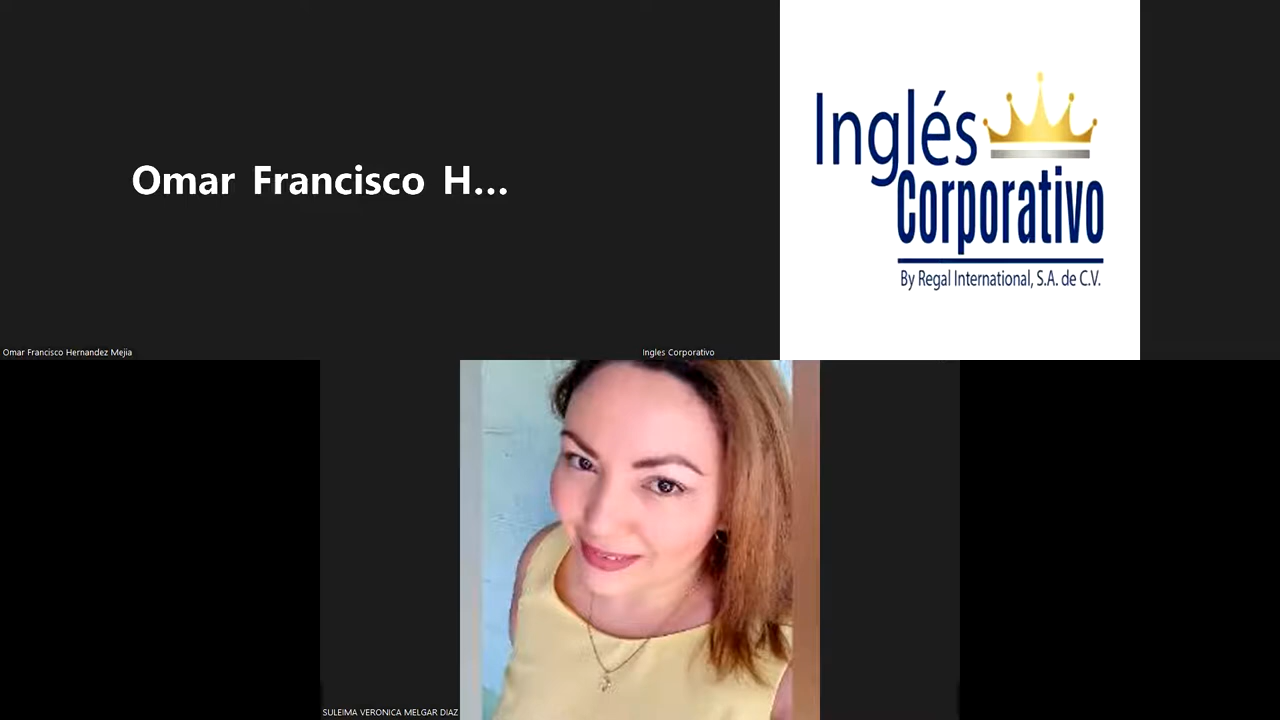 Omar Francisco H...
Inglés
Corporativo
By Regal International, S.A. de C.V.
Omar Francisco Hernandez Mejia
Ingles Corporativo
SULEIMA VERONICA MELGAR DIAZ